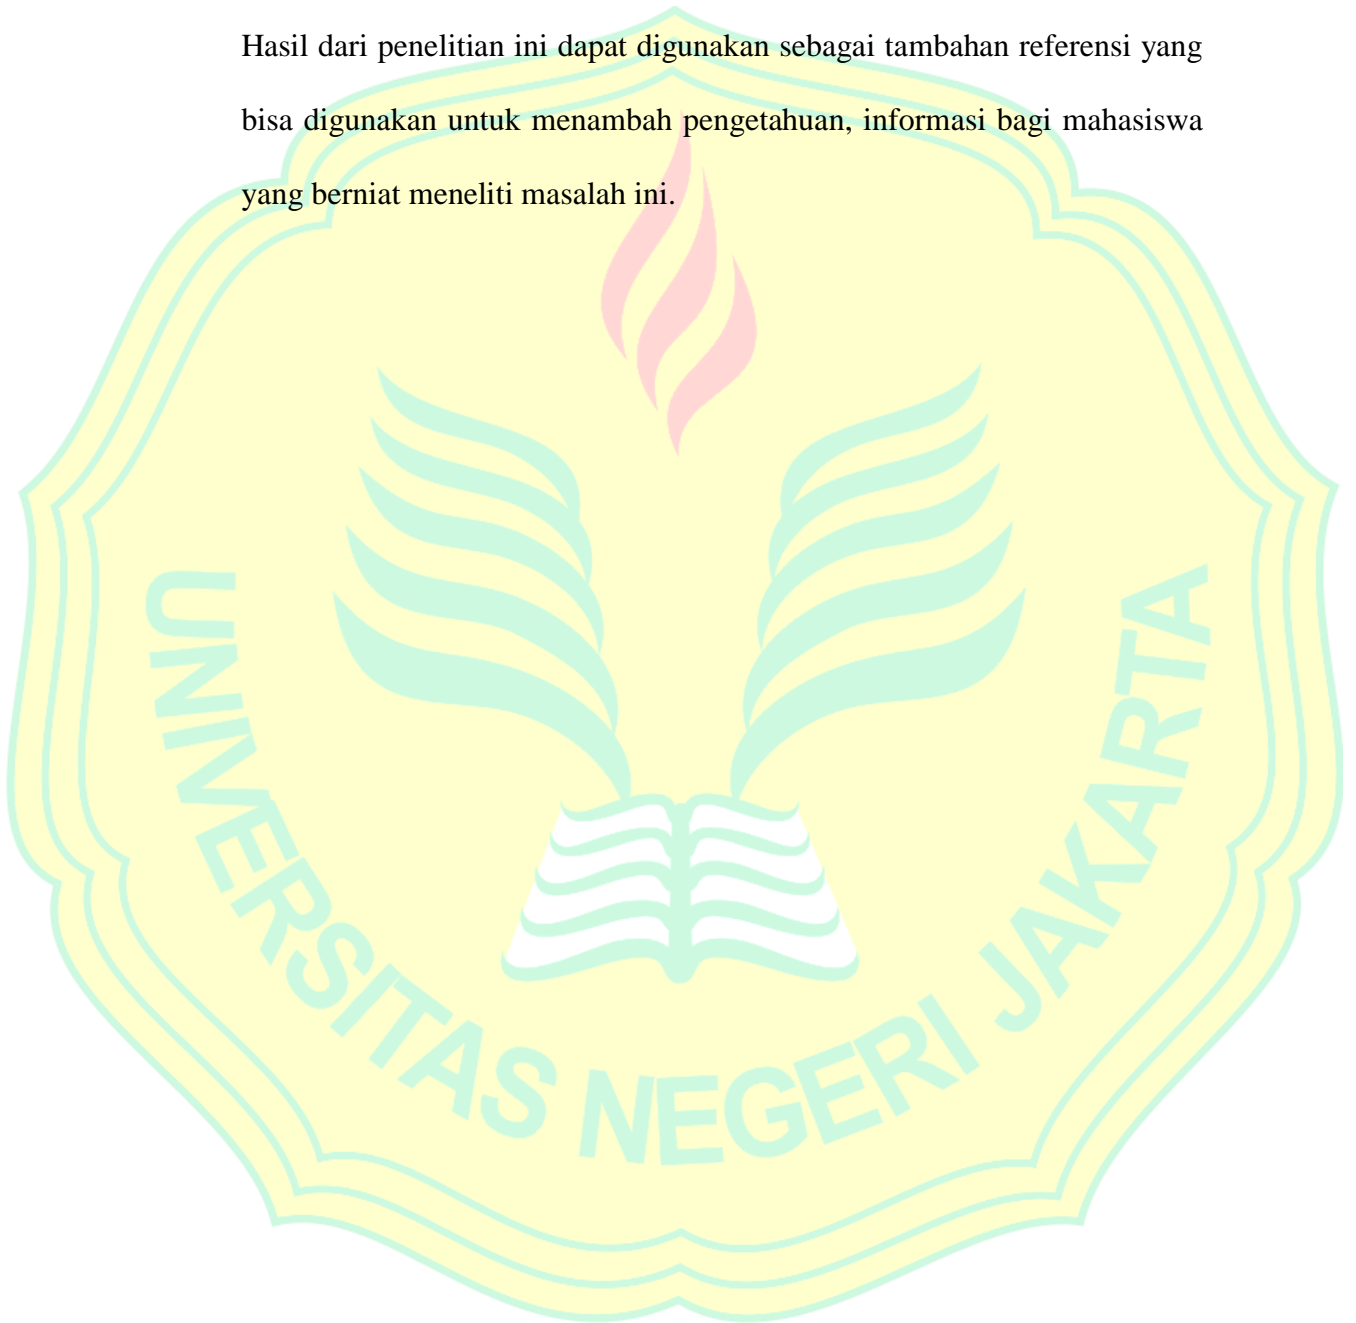 Hasil dari penelitian ini dapat digunakan sebagai tambahan referensi yang
bisa digunakan untuk menambah pengetahuan, informasi bagi mahasiswa
yang berniat meneliti masalah ini.
UNIVERSITAS NEGERI JAKARTA